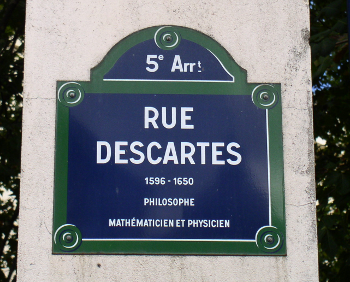 5e Arrt
RUE
DESCARTES
1596 - 1650
PHILOSOPHE
MATHÉMATICIEN ET PHYSICIEN